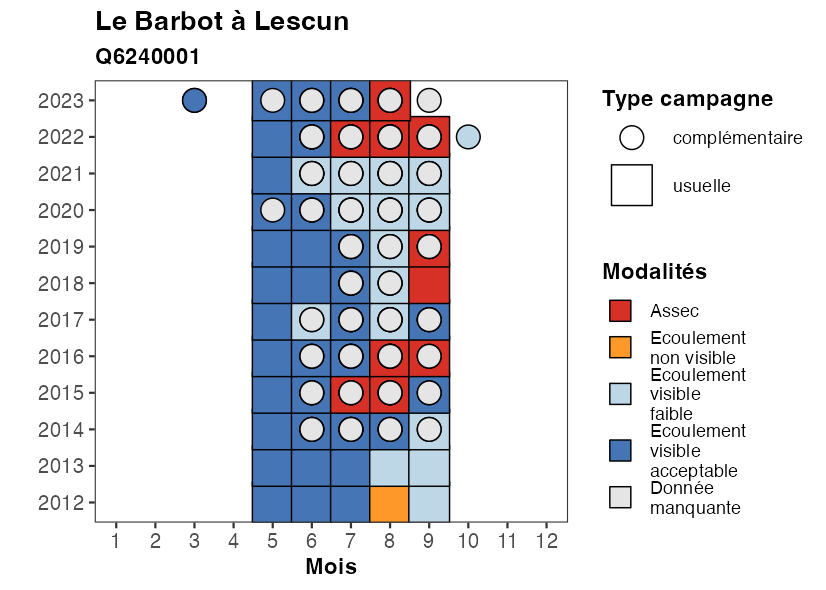 Le Barbot à Lescun
Q6240001
2023
2022
2021
2020
2019
2018
2017
2016
2015
2014
2013
2012
1 2 3 4 5 6 7 8 9 10 11 12
Mois
Type campagne
complémentaire
usuelle
Modalités
Assec
Ecoulement
non visible
Ecoulement
visible
faible
Ecoulement
visible
acceptable
Donnée
manquante